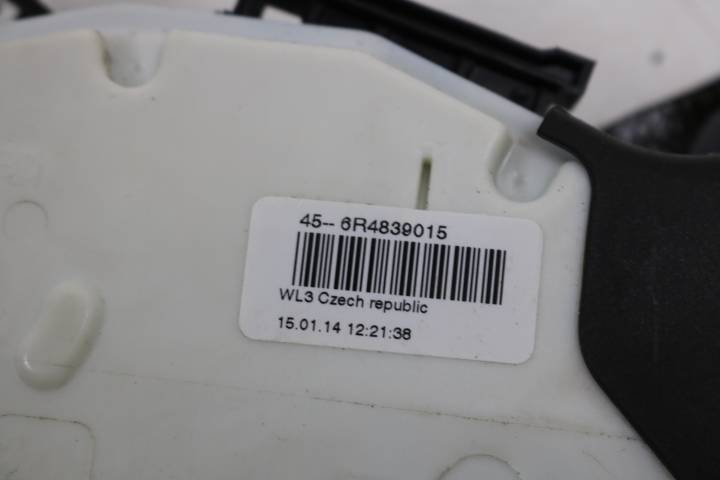 45-- 6R4839015
WL3 Czech republic
15.01.14 12:21:38